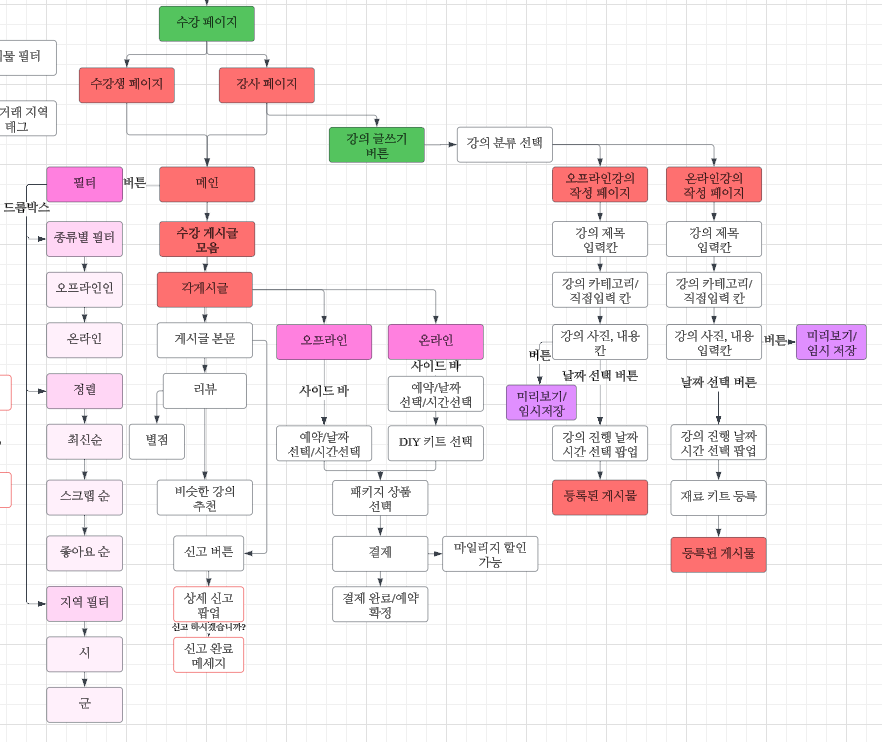 수강 페이지
물 필터
수강생 페이지
강사 페이지
거래 지역
태그
강의 글쓰기
버튼
강의 분류 선택
필터
버튼
메인
오프라인강의
작성 페이지
온라인강의
작성 페이지
드롭박스
종류별 필터
수강 게시글
모음
강의 제목
입력칸
강의 제목
입력칸
오프라인인
각게시글
강의 카테고리/
직접입력 칸
강의 카테고리/
직접입력 칸
온라인
게시글 본문
오프라인
온라인
강의 사진, 내용
칸
강의 사진, 내용
입력칸
버튼
미리보기/
임시 저장
버튼
사이드 바
날짜 선택 버튼
날짜 선택 버튼
정렬
리뷰
사이드 바
예약/날짜
선택/시간선택
미리보기/
임시저장
최신순
별점
예약/날짜
선택/시간선택
DIY 키트 선택
강의 진행 날짜
시간 선택 팝업
강의 진행 날짜
시간 선택 팝업
스크랩 순
비슷한 강의
추천
패키지 상품
선택
등록된 게시물
재료 키트 등록
좋아요 순
신고 버튼
결제
마일리지 할인
가능
등록된 게시물
지역 필터
상세 신고
팝업
결제 완료/예약
확정
신고 하시겠습니까?
시
신고 완료
메세지
군